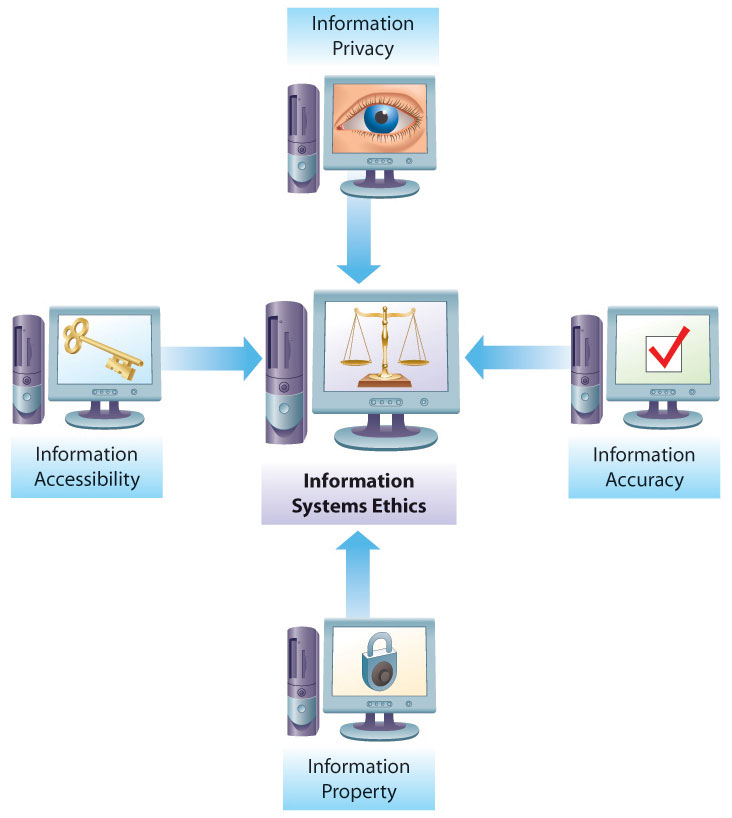 Information
Privacy
Information
Accessibility
Information
Systems Ethics
Information
Accuracy
Information
Property